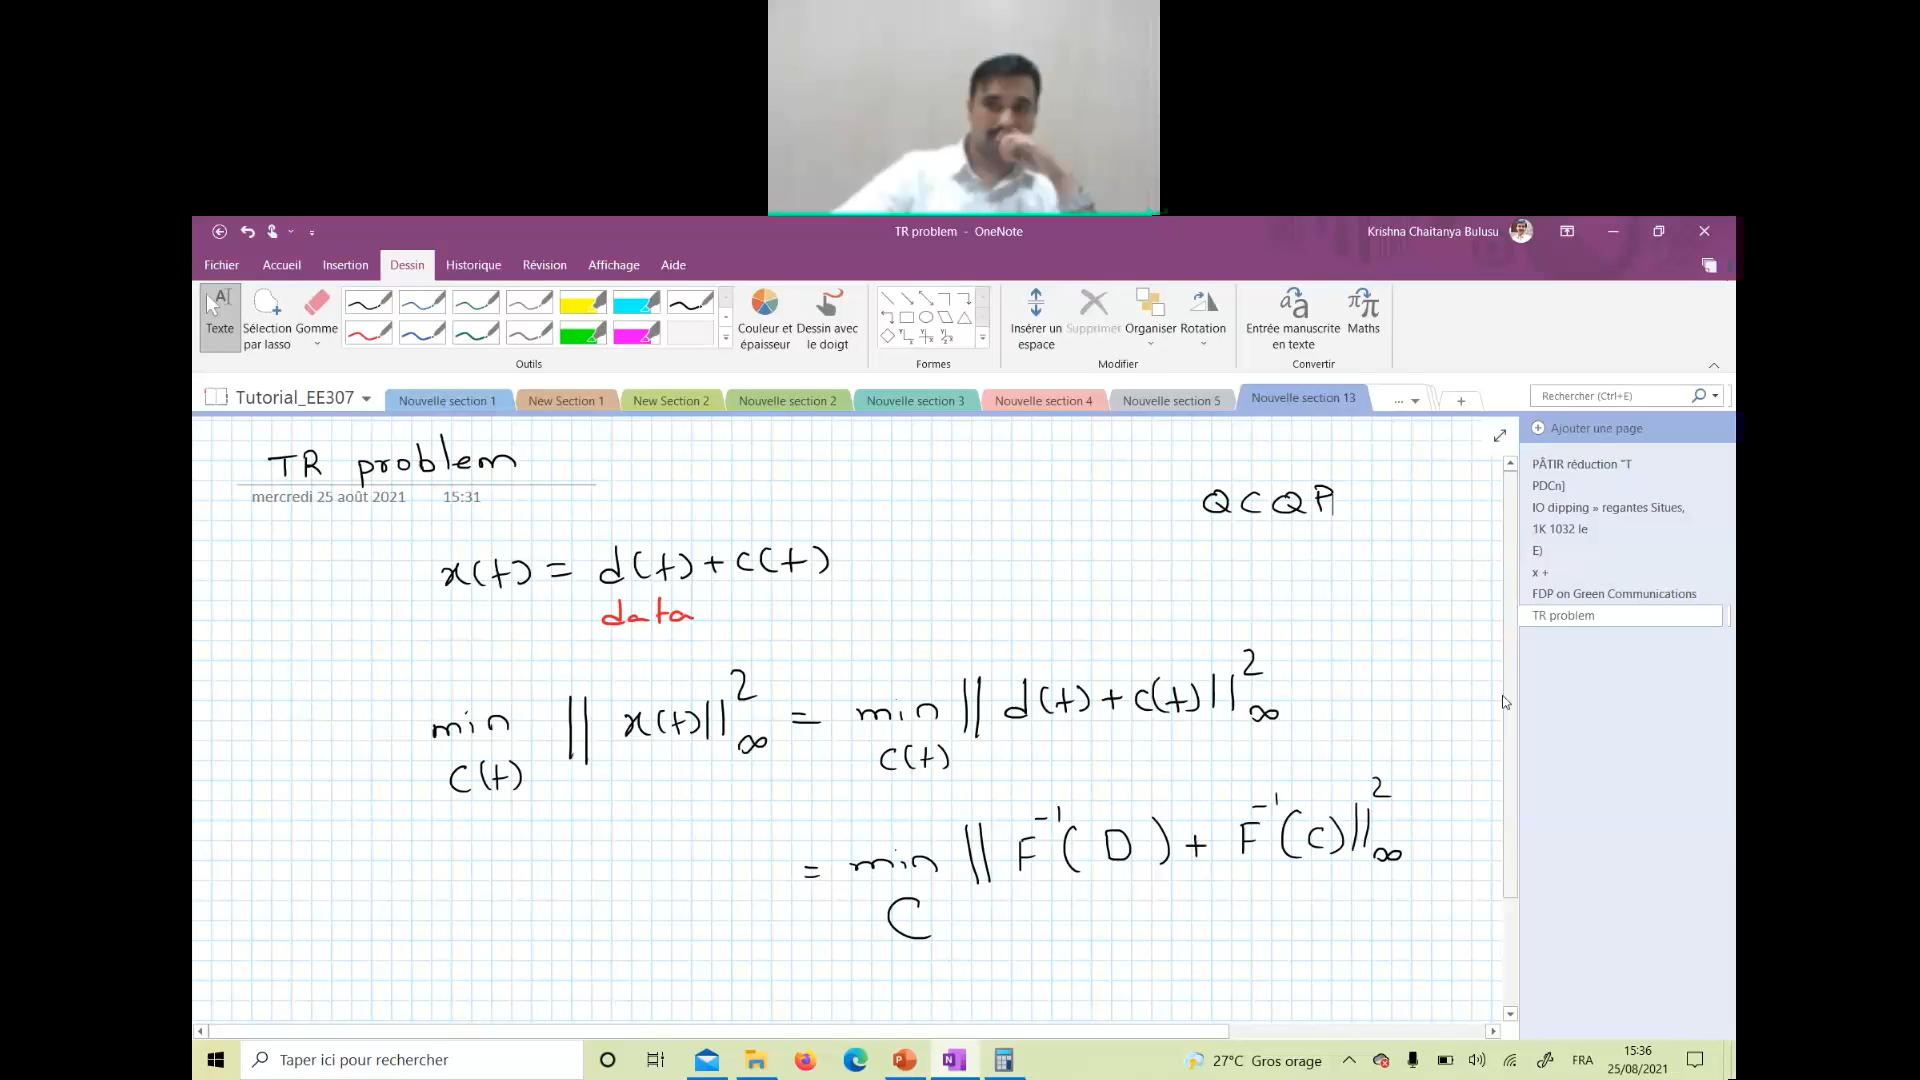 TR problem - OneNote
Krishna Chaitanya Bulusu
Fichier Accueil Insertion Dessin Historique Révision Affichage Aide
Texte
Sélection par lasso
Gomme
Couleur et épaisseur
Dessin avec le doigt
Insérer un espace
Supprimer
Organiser
Rotation
Entrée manuscrite en texte
Maths
Outils
Formes
Modifier
Convertir
Tutorial_EE307
Nouvelle section 1
New Section 1
New Section 2
Nouvelle section 2
Nouvelle section 3
Nouvelle section 4
Nouvelle section 5
Nouvelle section 13
...
Rechercher (Ctrl+E)
Ajouter une page
PÂTIR réduction "T
PDCn]
IO dipping » regantes Situes,
1K 1032 le
E)
x +
FDP on Green Communications
TR problem
TR problem
mercredi 25 août 2021 15:31
QCQP
x(t) = d(t) + c(t)
data
min ‖ x(t)‖²∞ = min ‖ d(t) + c(t)‖²∞
c(t) c(t)
= min ‖ F⁻¹( D ) + F⁻¹(C)‖²∞
C
Taper ici pour rechercher
27°C Gros orage
FRA
15:36
25/08/2021